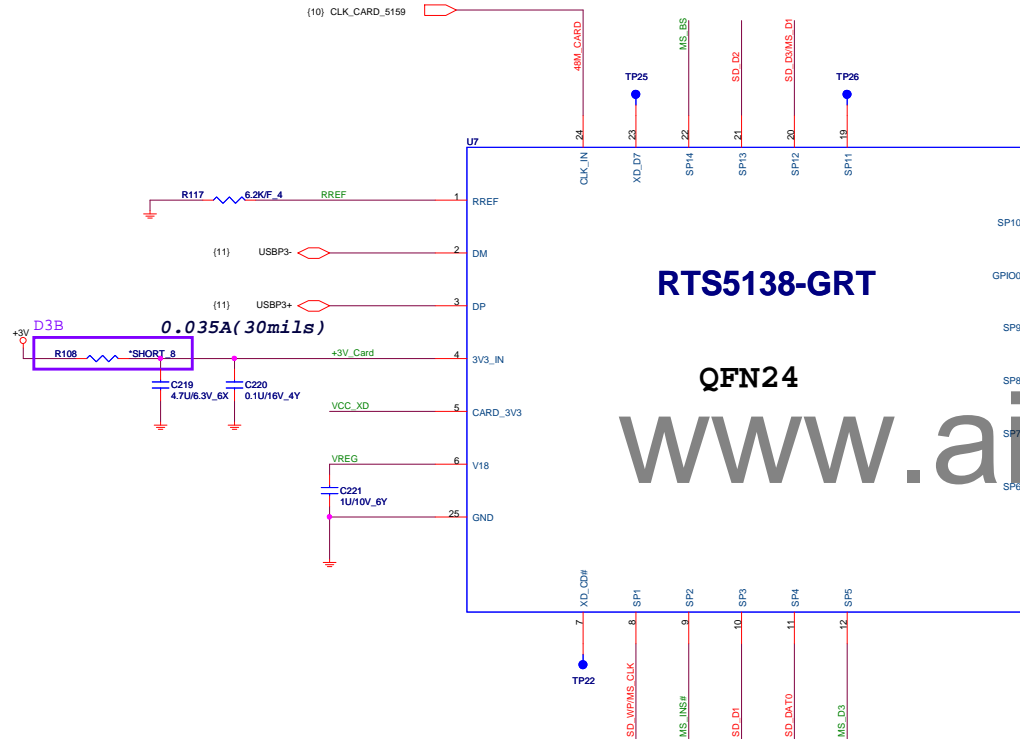 {10} CLK_CARD_5159
48M_CARD
MS_BS
SD_D2
SD_D3/MS_D1
TP25
TP26
24
23
22
21
20
19
U7
CLK_IN
XD_D7
SP14
SP13
SP12
SP11
R117 6.2K/F_4 RREF 1 RREF
SP10
{11} USBP3- 2 DM
RTS5138-GRT
GPIO0
{11} USBP3+ 3 DP
D3B 0.035A(30mils)
SP9
+3V
R108 *SHORT_8 +3V_Card 4 3V3_IN
QFN24
SP8
C219
4.7U/6.3V_6X
C220
0.1U/16V_4Y
VCC_XD 5 CARD_3V3
www.ai
SP7
VREG 6 V18
SP6
C221
1U/10V_6Y
25 GND
XD_CD#
SP1
SP2
SP3
SP4
SP5
7
8
9
10
11
12
TP22
SD_WP/MS_CLK
MS_INS#
SD_D1
SD_DAT0
MS_D3